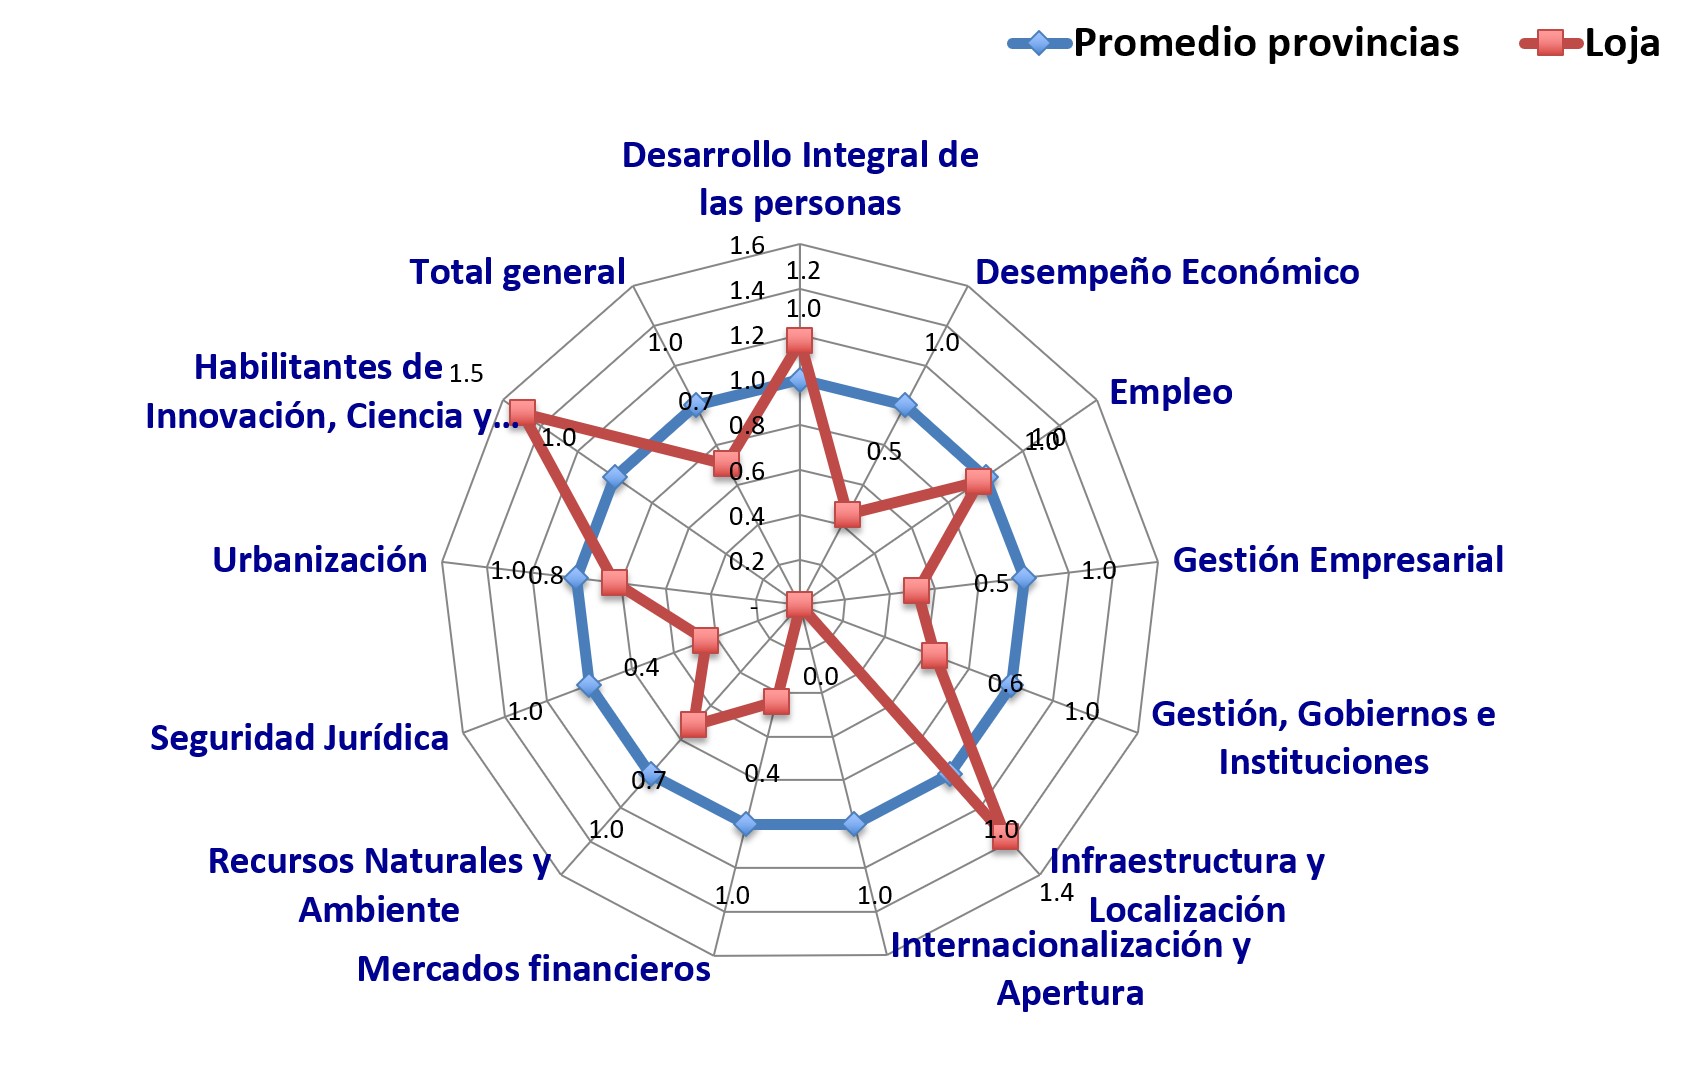 Promedio provincias
Loja
Desarrollo Integral de
las personas
Total general
Desempeño Económico
1.6
1.2
1.4
1.0
1.2
1.0
1.0
Habilitantes de
1.5
Innovación, Ciencia y...
1.0
Empleo
0.7
0.8
1.0
1.0
1.0
0.5
0.6
0.4
0.2
Urbanización
1.0
0.8
0.5
1.0
Gestión Empresarial
-
0.4
0.0
0.6
Seguridad Jurídica
1.0
1.0
Gestión, Gobiernos e
Instituciones
0.7
0.4
1.0
1.0
Recursos Naturales y
Ambiente
Infraestructura y
Localización
1.4
1.0
1.0
Mercados financieros
Internacionalización y
Apertura